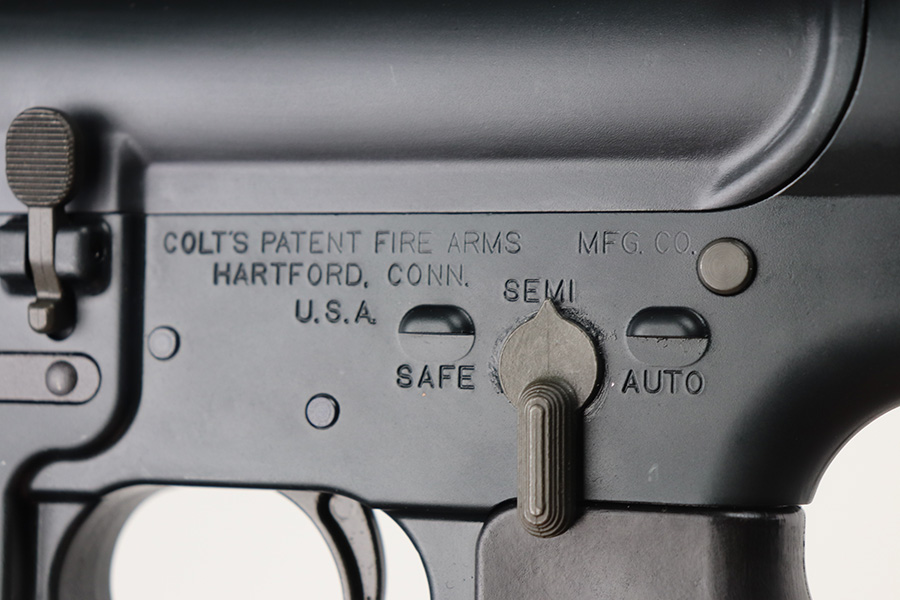 COLT'S PATENT FIRE ARMS MFG. CO.
HARTFORD, CONN.
U.S.A.
SEMI
SAFE
AUTO